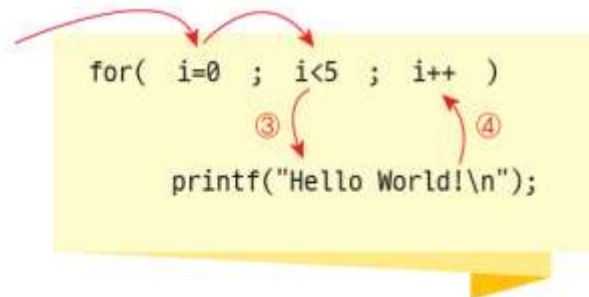 for( i=0 ; i<5 ; i++ )
③ ④
printf("Hello World!\n");